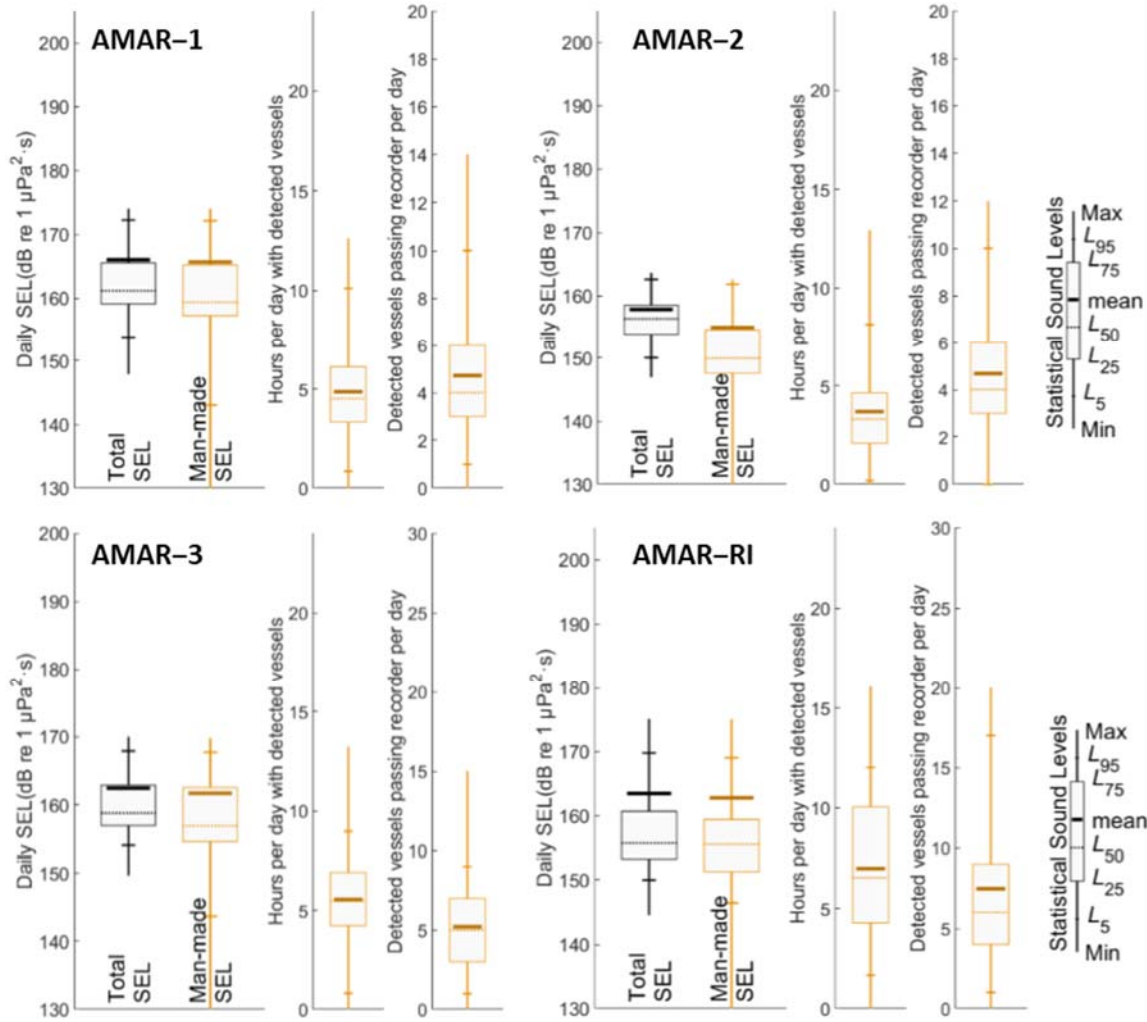 AMAR–1
Daily SEL(dB re 1 µPa²·s)
200
190
180
170
160
150
140
130
Total
SEL
Man-made
SEL
Hours per day with detected vessels
20
15
10
5
0
Detected vessels passing recorder per day
20
18
16
14
12
10
8
6
4
2
0
AMAR–2
Daily SEL(dB re 1 µPa²·s)
200
190
180
170
160
150
140
130
Total
SEL
Man-made
SEL
Hours per day with detected vessels
20
15
10
5
0
Detected vessels passing recorder per day
20
18
16
14
12
10
8
6
4
2
0
Statistical Sound Levels
Max
L95
L75
mean
L50
L25
L5
Min
AMAR–3
Daily SEL(dB re 1 µPa²·s)
200
190
180
170
160
150
140
130
Total
SEL
Man-made
SEL
Hours per day with detected vessels
20
15
10
5
0
Detected vessels passing recorder per day
30
25
20
15
10
5
0
AMAR–RI
Daily SEL(dB re 1 µPa²·s)
200
190
180
170
160
150
140
130
Total
SEL
Man-made
SEL
Hours per day with detected vessels
20
15
10
5
0
Detected vessels passing recorder per day
30
25
20
15
10
5
0
Statistical Sound Levels
Max
L95
L75
mean
L50
L25
L5
Min